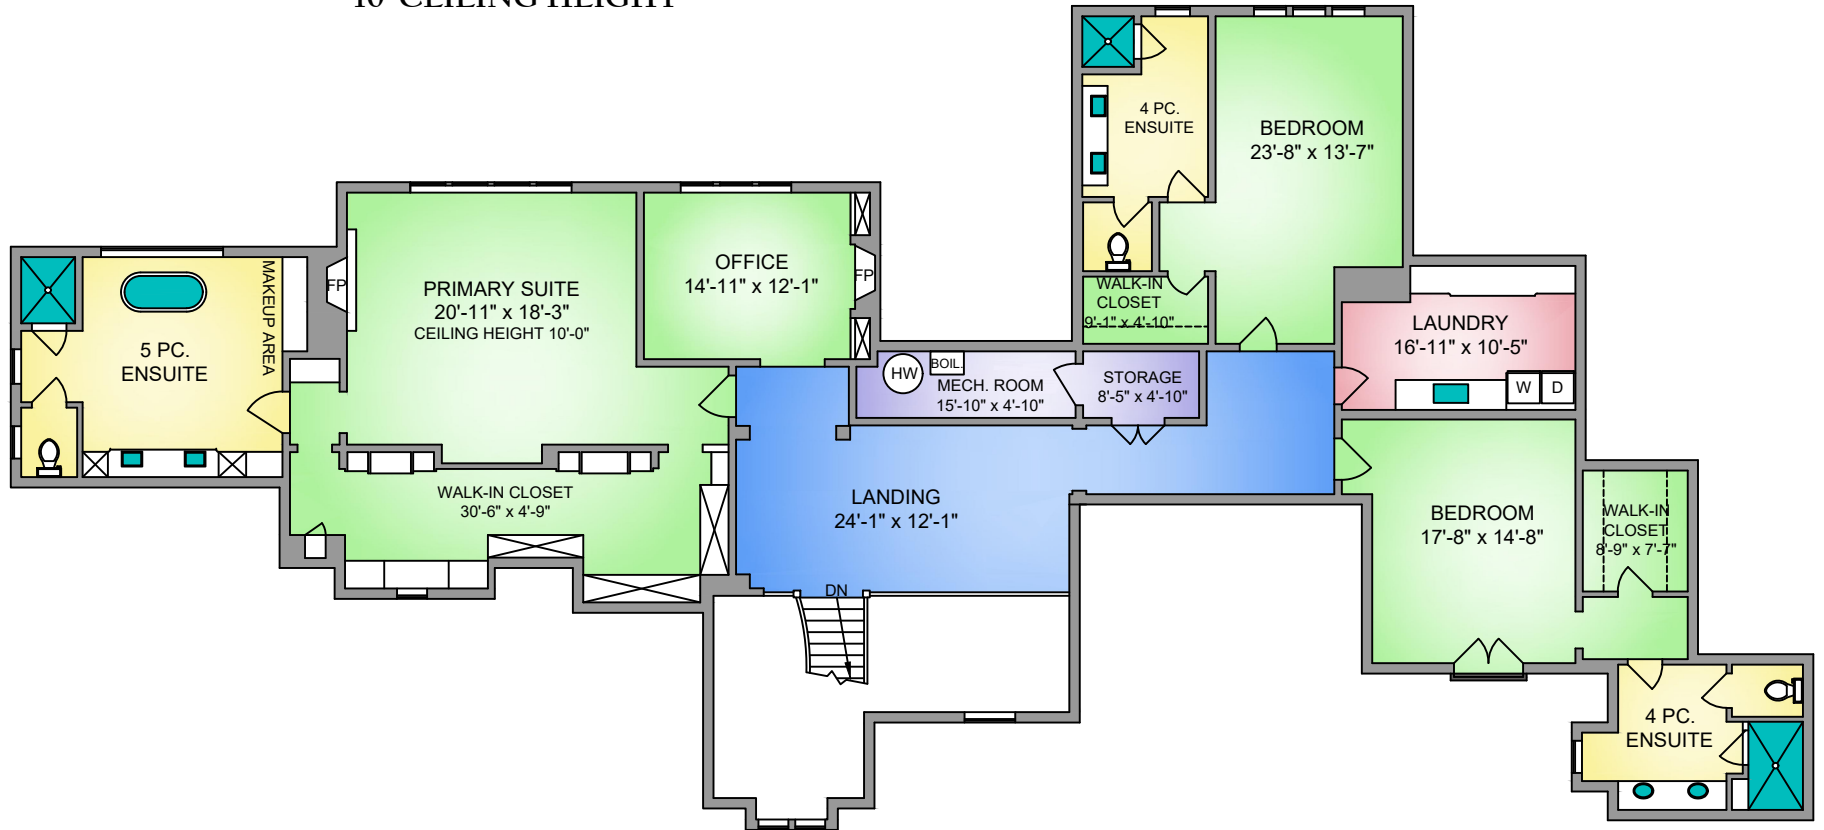 10' CEILING HEIGHT
4 PC.
ENSUITE
BEDROOM
23'-8" x 13'-7"
MAKEUP AREA
FP
PRIMARY SUITE
20'-11" x 18'-3"
CEILING HEIGHT 10'-0"
OFFICE
14'-11" x 12'-1"
FP
WALK-IN
CLOSET
9'-1" x 4'-10"
5 PC.
ENSUITE
LAUNDRY
16'-11" x 10'-5"
W
D
HW
BOIL.
MECH. ROOM
15'-10" x 4'-10"
STORAGE
8'-5" x 4'-10"
WALK-IN CLOSET
30'-6" x 4'-9"
LANDING
24'-1" x 12'-1"
BEDROOM
17'-8" x 14'-8"
WALK-IN
CLOSET
8'-9" x 7'-7"
DN
4 PC.
ENSUITE